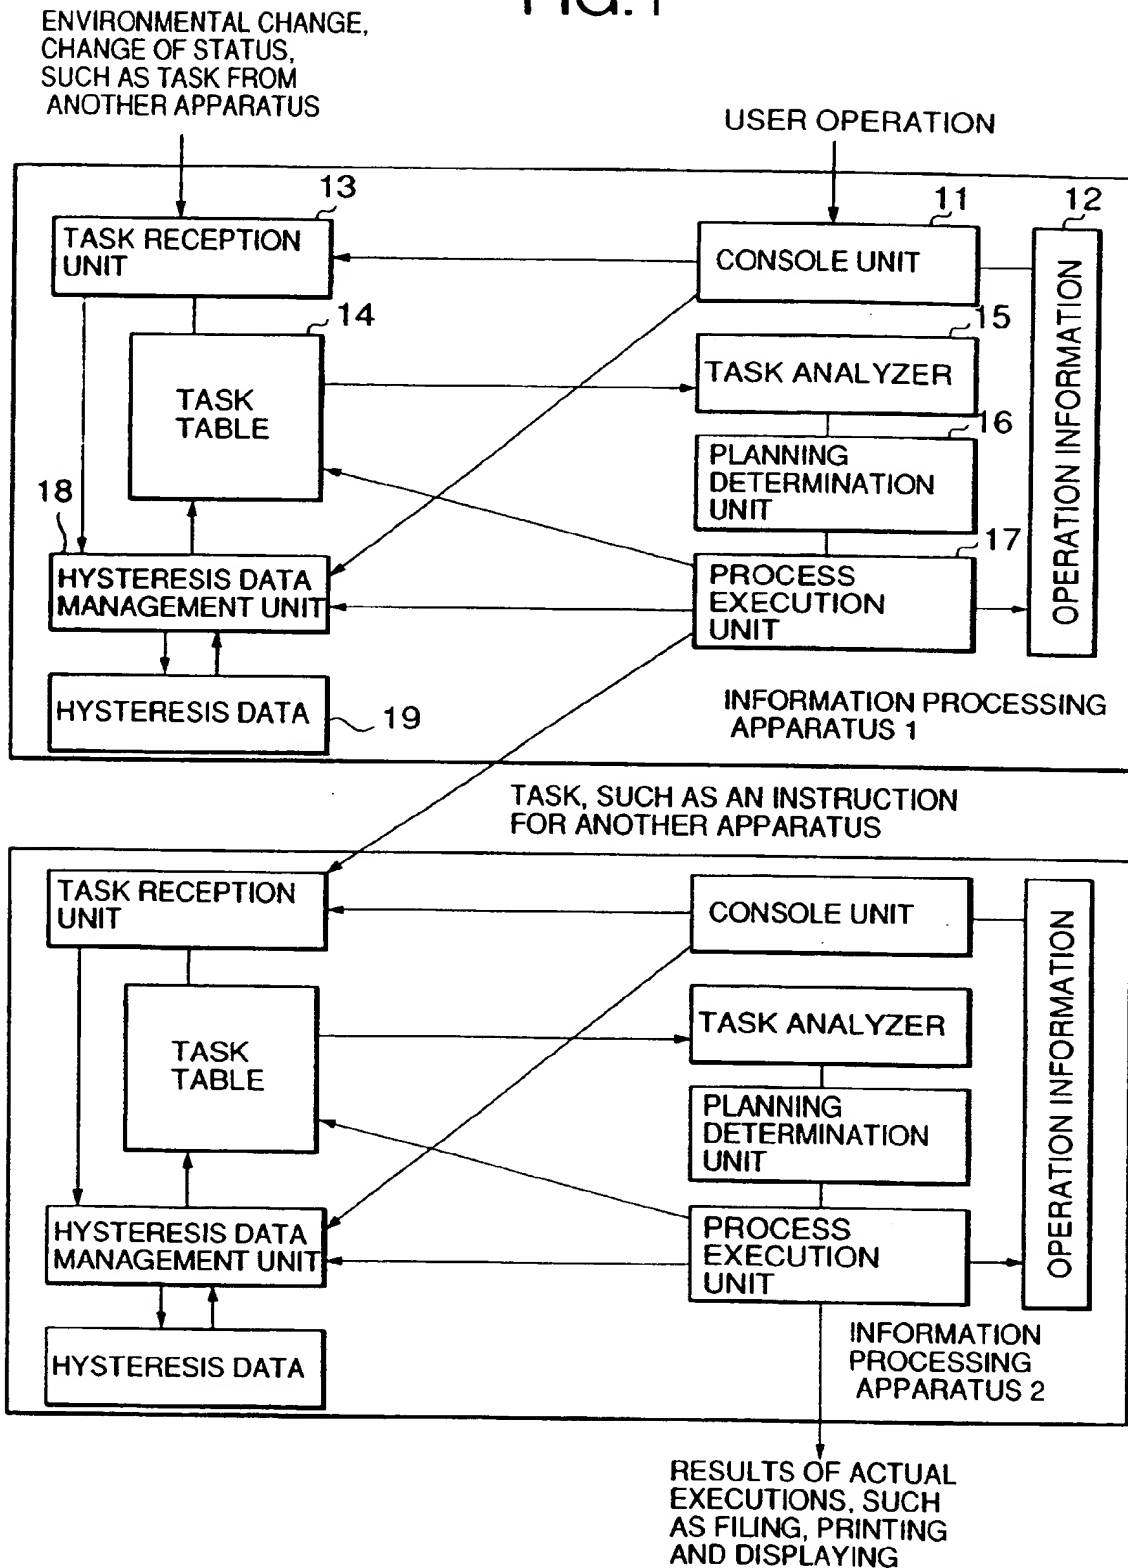 FIG.1
ENVIRONMENTAL CHANGE,
CHANGE OF STATUS,
SUCH AS TASK FROM
ANOTHER APPARATUS
USER OPERATION
13
TASK RECEPTION
UNIT
11
CONSOLE UNIT
12
OPERATION INFORMATION
14
TASK
TABLE
15
TASK ANALYZER
16
PLANNING
DETERMINATION
UNIT
18
HYSTERESIS DATA
MANAGEMENT UNIT
17
PROCESS
EXECUTION
UNIT
HYSTERESIS DATA
19
INFORMATION PROCESSING
APPARATUS 1
TASK, SUCH AS AN INSTRUCTION
FOR ANOTHER APPARATUS
TASK RECEPTION
UNIT
CONSOLE UNIT
OPERATION INFORMATION
TASK
TABLE
TASK ANALYZER
PLANNING
DETERMINATION
UNIT
HYSTERESIS DATA
MANAGEMENT UNIT
PROCESS
EXECUTION
UNIT
HYSTERESIS DATA
INFORMATION
PROCESSING
APPARATUS 2
RESULTS OF ACTUAL
EXECUTIONS, SUCH
AS FILING, PRINTING
AND DISPLAYING